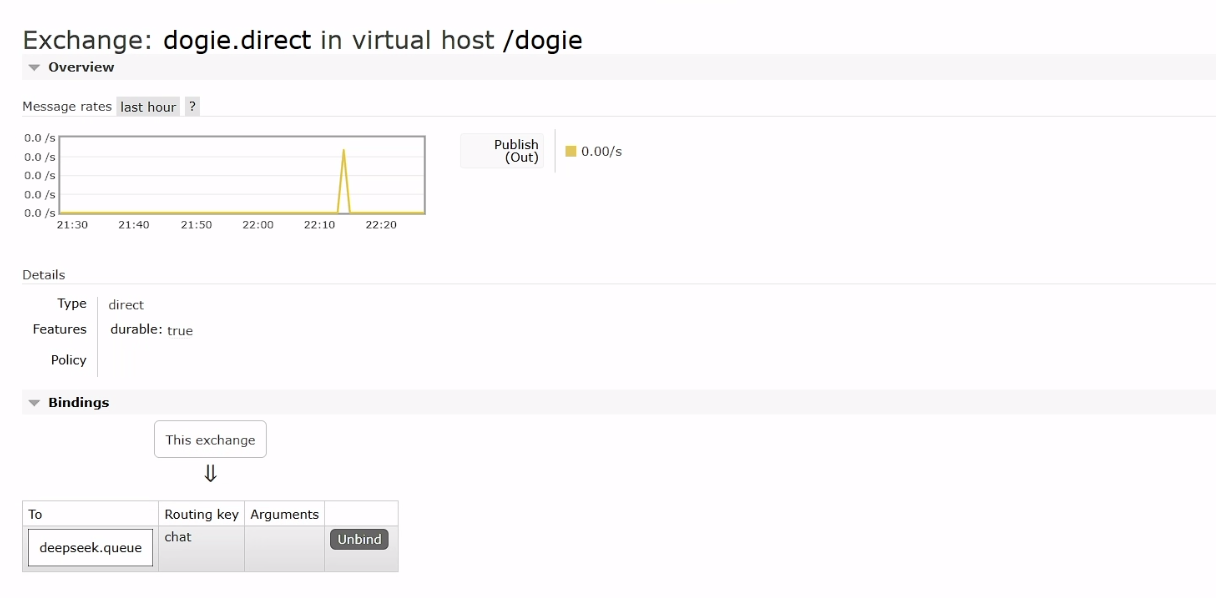 Exchange: dogie.direct in virtual host /dogie
Overview
Message rates last hour ?
0.0 /s
0.0 /s
0.0 /s
0.0 /s
0.0 /s
21:30 21:40 21:50 22:00 22:10 22:20
Publish
(Out)
0.00/s
Details
Type direct
Features durable: true
Policy
Bindings
This exchange
⇓
To Routing key Arguments
deepseek.queue chat Unbind